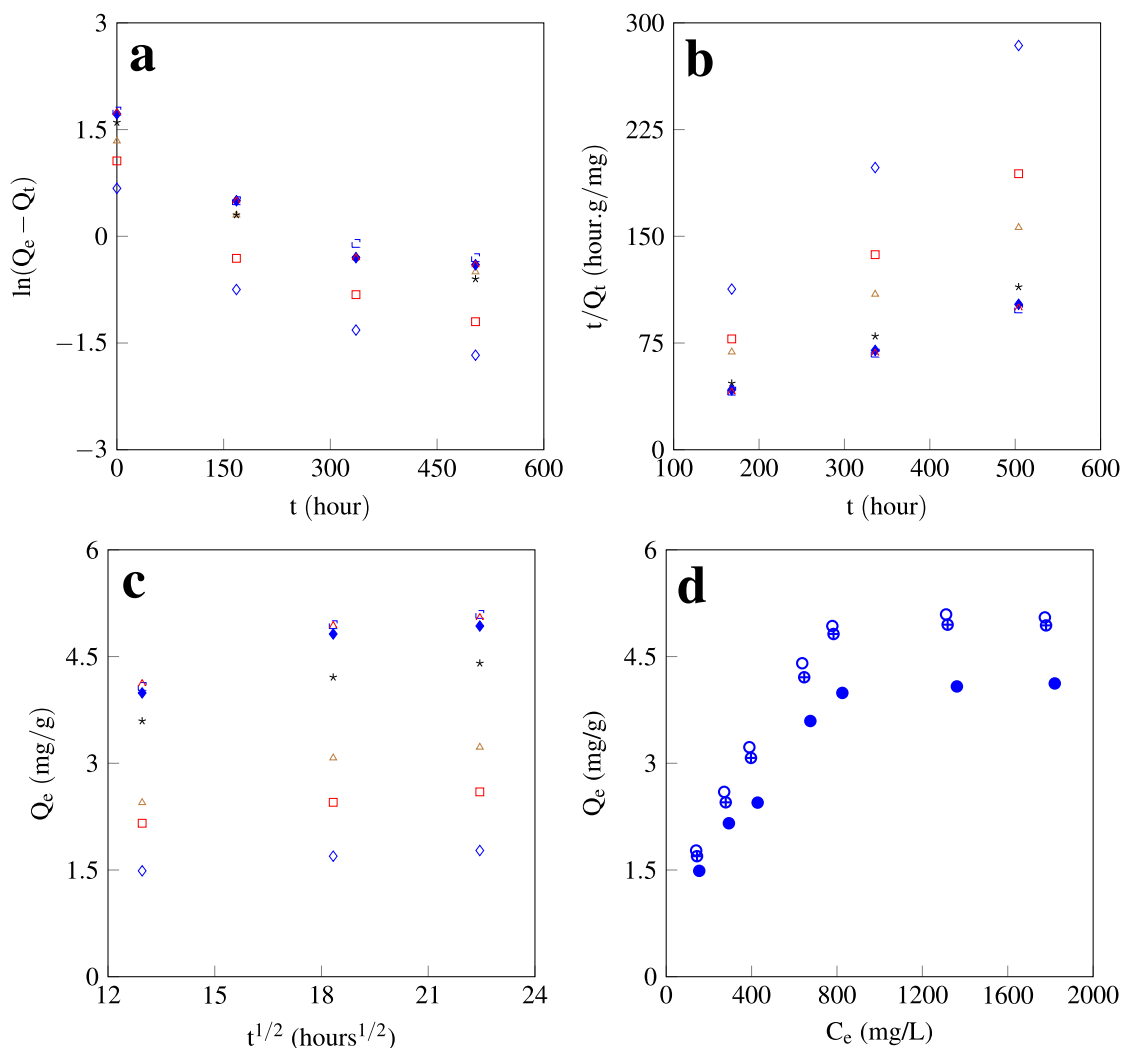 a
3
1.5
0
−1.5
−3
0 150 300 450 600
ln(Qe − Qt)
t (hour)
b
300
225
150
75
0
100 200 300 400 500 600
t/Qt (hour.g/mg)
t (hour)
c
6
4.5
3
1.5
0
12 15 18 21 24
Qe (mg/g)
t1/2 (hours1/2)
d
6
4.5
3
1.5
0
0 400 800 1200 1600 2000
Qe (mg/g)
Ce (mg/L)